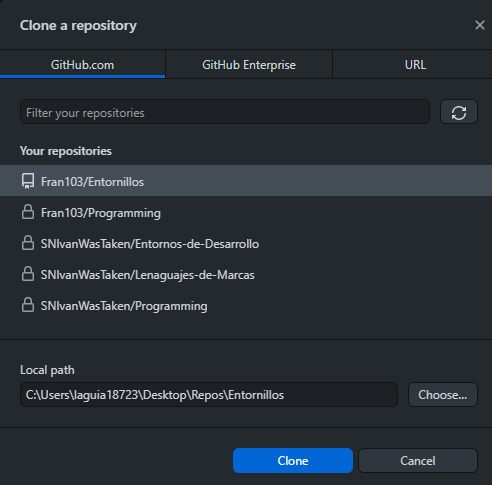 Clone a repository
GitHub.com
GitHub Enterprise
URL
Filter your repositories
Your repositories
Fran103/Entornillos
Fran103/Programming
SNIvanWasTaken/Entornos-de-Desarrollo
SNIvanWasTaken/Lenaguajes-de-Marcas
SNIvanWasTaken/Programming
Local path
C:\Users\laguia18723\Desktop\Repos\Entornillos
Choose...
Clone
Cancel